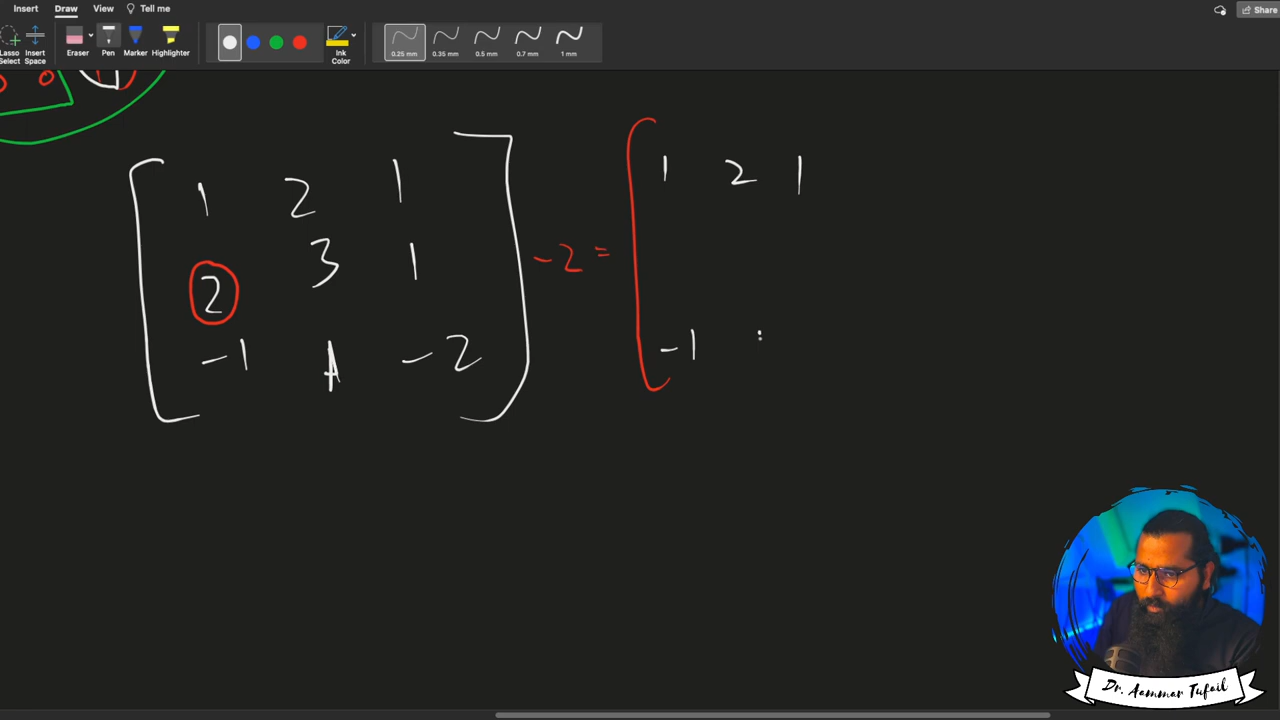 Insert Draw View Tell me
Share
Lasso Select
Insert Space
Eraser
Pen
Marker
Highlighter
Ink Color
0.25 mm
0.35 mm
0.5 mm
0.7 mm
1 mm
1 2 1
2 3 1
-1 1 -2
-2 =
1 2 1
-1
Dr. Aammar Tufail